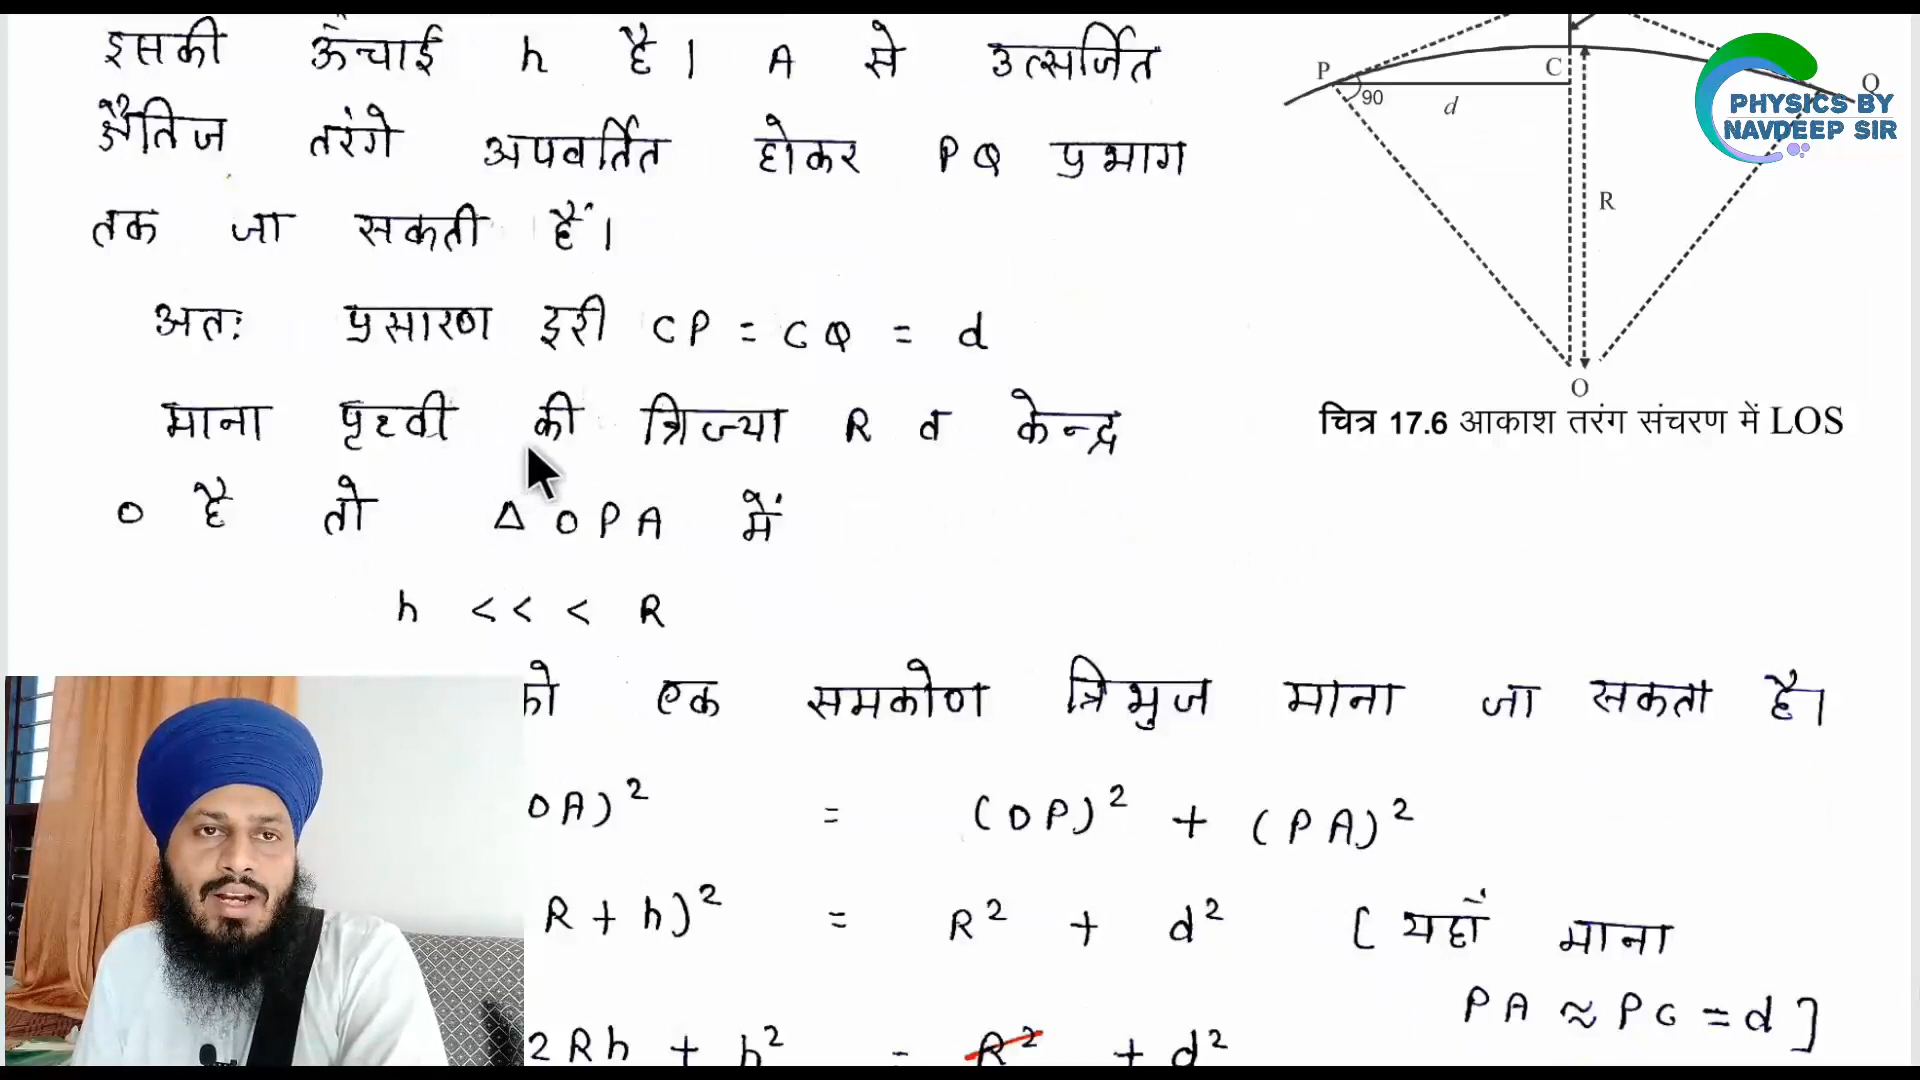 इसकी ऊँचाई h है। A से उत्सर्जित
क्षैतिज तरंगे अपवर्तित होकर PQ प्रभाग
तक जा सकती हैं।
अतः प्रसारण दूरी CP = CQ = d
माना पृथ्वी की त्रिज्या R व केन्द्र
O है तो Δ OPA में
h <<< R
को एक समकोण त्रिभुज माना जा सकता है।
OA)² = (OP)² + (PA)²
R + h)² = R² + d² [यहाँ माना
PA ≈ PC = d]
2Rh + h² = R² + d²
P
C
Q
90
d
R
O
चित्र 17.6 आकाश तरंग संचरण में LOS
PHYSICS BY
NAVDEEP SIR